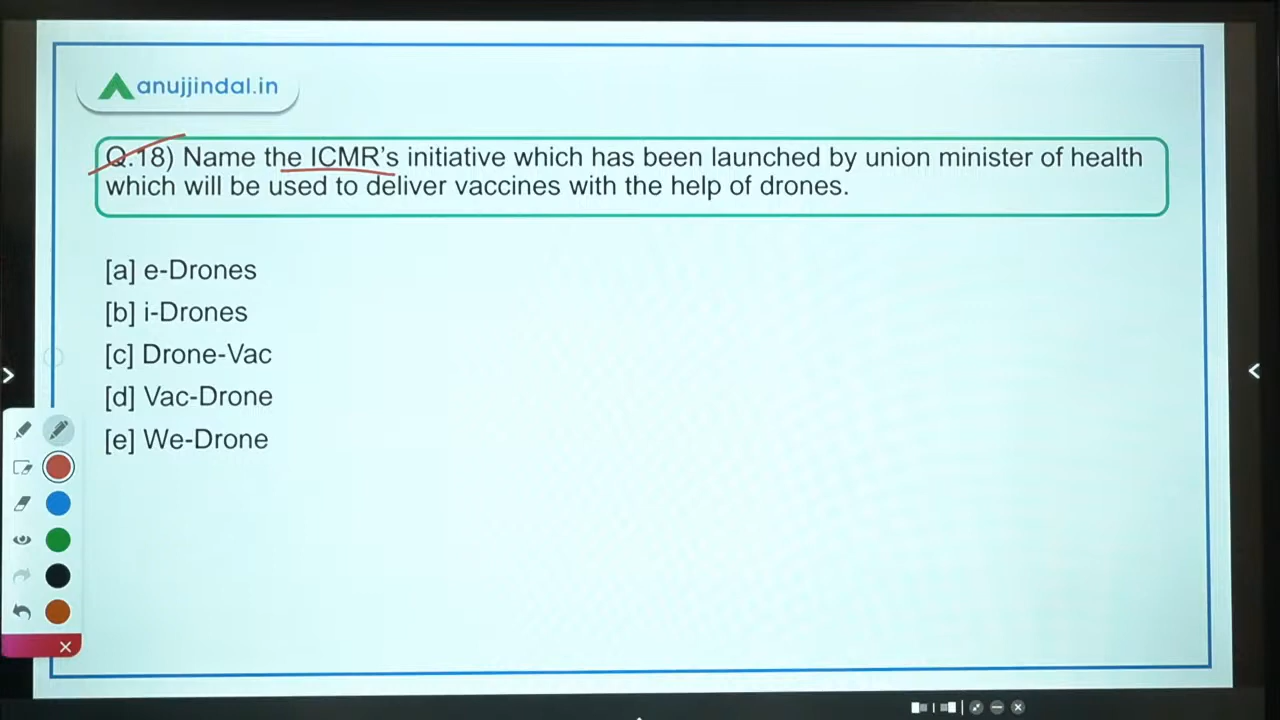 anujjindal.in
Q.18) Name the ICMR's initiative which has been launched by union minister of health
which will be used to deliver vaccines with the help of drones.
[a] e-Drones
[b] i-Drones
[c] Drone-Vac
[d] Vac-Drone
[e] We-Drone